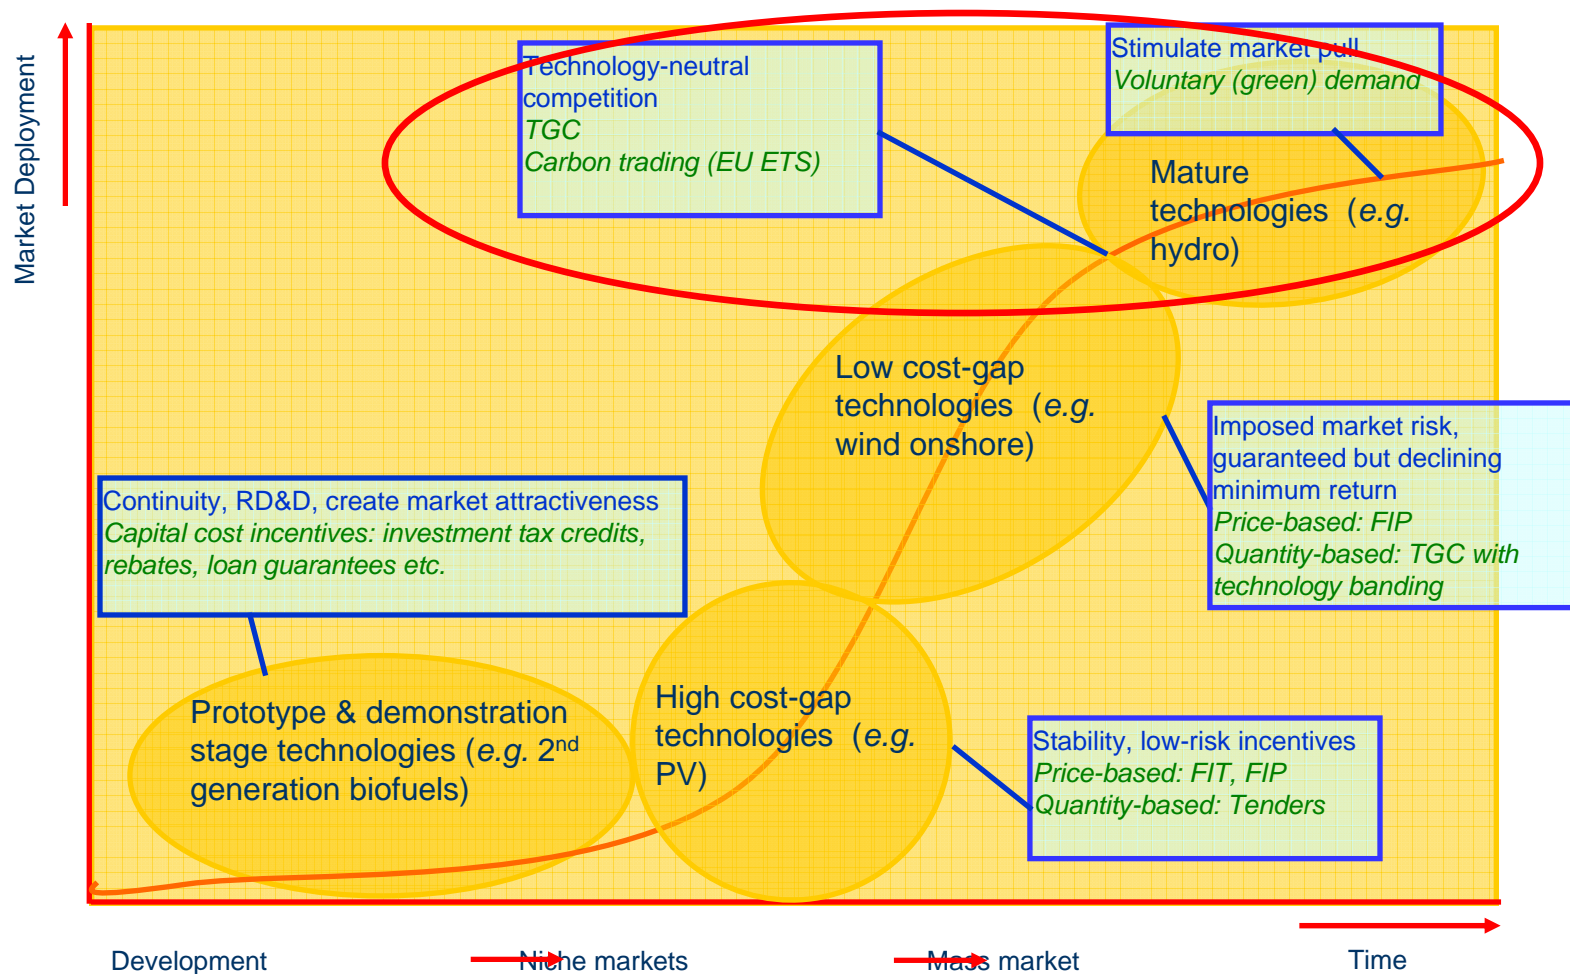 Market Deployment
Technology-neutral
competition
TGC
Carbon trading (EU ETS)
Stimulate market pull
Voluntary (green) demand
Mature
technologies (e.g.
hydro)
Low cost-gap
technologies (e.g.
wind onshore)
Imposed market risk,
guaranteed but declining
minimum return
Price-based: FIP
Quantity-based: TGC with
technology banding
Continuity, RD&D, create market attractiveness
Capital cost incentives: investment tax credits,
rebates, loan guarantees etc.
Prototype & demonstration
stage technologies (e.g. 2nd
generation biofuels)
High cost-gap
technologies (e.g.
PV)
Stability, low-risk incentives
Price-based: FIT, FIP
Quantity-based: Tenders
Development
Niche markets
Mass market
Time